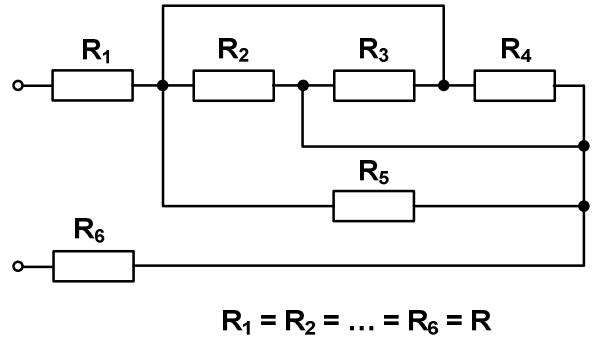 R1
R2
R3
R4
R5
R6
R1 = R2 = ... = R6 = R